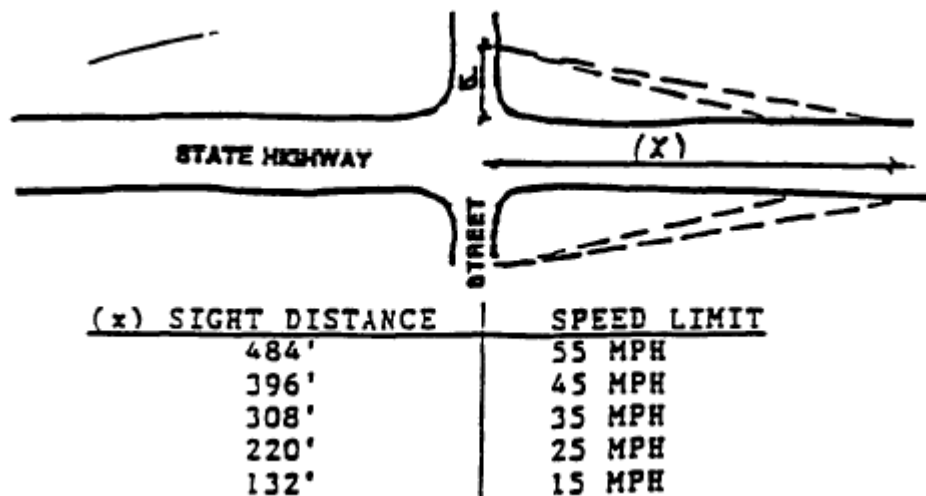 STATE HIGHWAY
(X)
STREET
(x) SIGHT DISTANCE SPEED LIMIT
484' 55 MPH
396' 45 MPH
308' 35 MPH
220' 25 MPH
132' 15 MPH